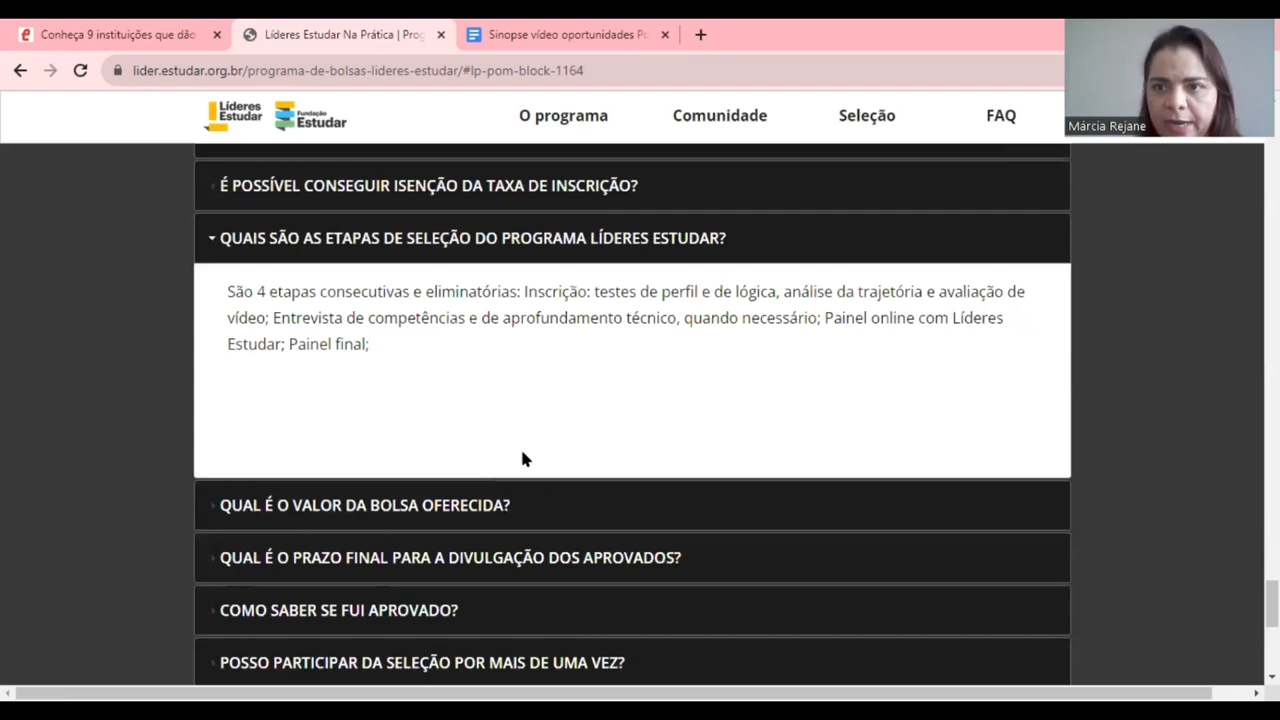 Conheça 9 instituições que dão
Líderes Estudar Na Prática | Prog
Sinopse vídeo oportunidades Po
lider.estudar.org.br/programa-de-bolsas-lideres-estudar/#lp-pom-block-1164
Líderes
Estudar
Fundação
Estudar
O programa
Comunidade
Seleção
FAQ
Márcia Rejane
É POSSÍVEL CONSEGUIR ISENÇÃO DA TAXA DE INSCRIÇÃO?
QUAIS SÃO AS ETAPAS DE SELEÇÃO DO PROGRAMA LÍDERES ESTUDAR?
São 4 etapas consecutivas e eliminatórias: Inscrição: testes de perfil e de lógica, análise da trajetória e avaliação de
vídeo; Entrevista de competências e de aprofundamento técnico, quando necessário; Painel online com Líderes
Estudar; Painel final;
QUAL É O VALOR DA BOLSA OFERECIDA?
QUAL É O PRAZO FINAL PARA A DIVULGAÇÃO DOS APROVADOS?
COMO SABER SE FUI APROVADO?
POSSO PARTICIPAR DA SELEÇÃO POR MAIS DE UMA VEZ?